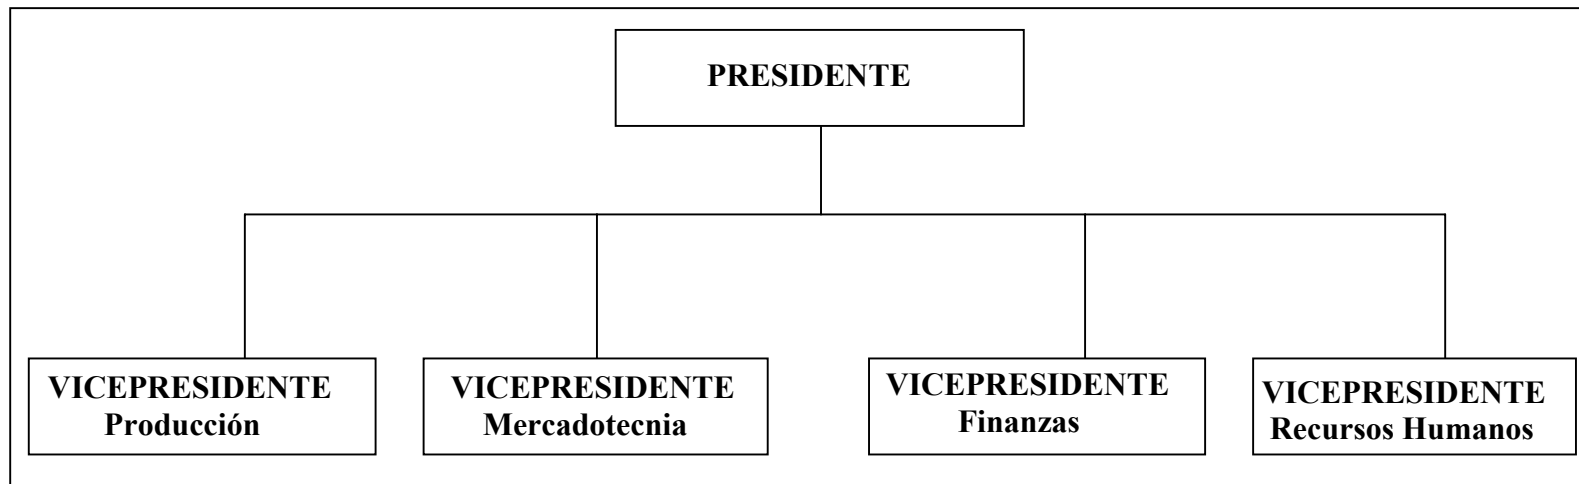 PRESIDENTE
VICEPRESIDENTE
Producción
VICEPRESIDENTE
Mercadotecnia
VICEPRESIDENTE
Finanzas
VICEPRESIDENTE
Recursos Humanos